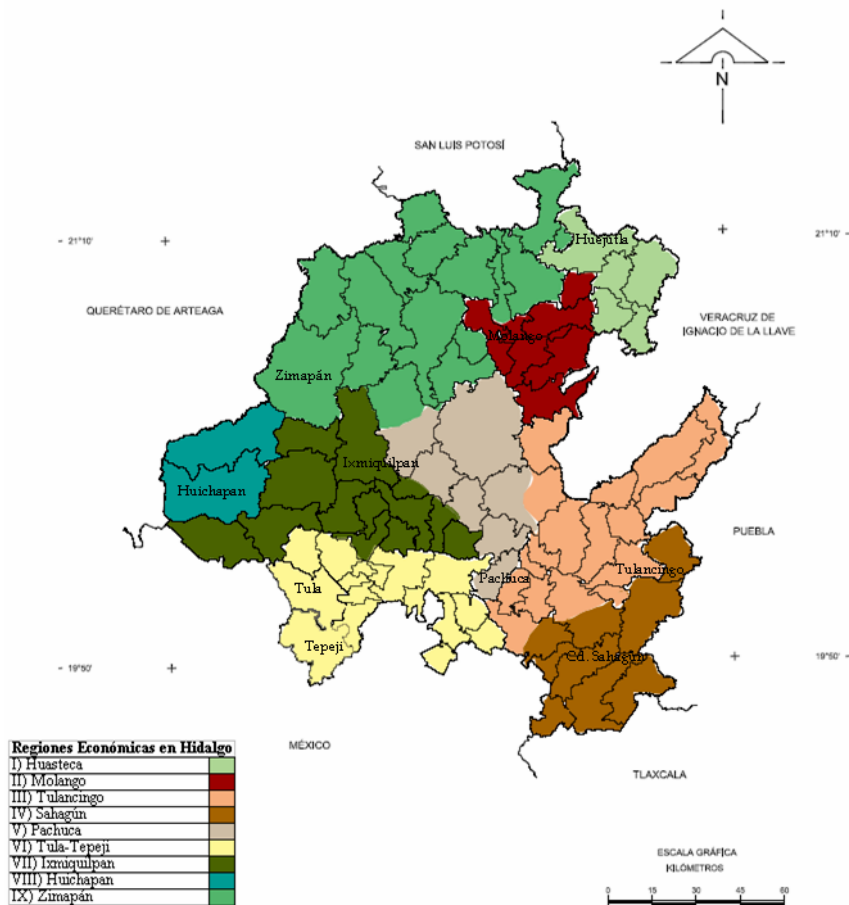 N
SAN LUIS POTOSÍ
21°10'
Huejutla
21°10'
QUERÉTARO DE ARTEAGA
VERACRUZ DE
IGNACIO DE LA LLAVE
Molango
Zimapán
Ixmiquilpan
Huichapan
PUEBLA
Tulancingo
Pachuca
Tula
Tepeji
Cd. Sahagún
19°50'
19°50'
MÉXICO
TLAXCALA
Regiones Económicas en Hidalgo
I) Huasteca
II) Molango
III) Tulancingo
IV) Sahagún
V) Pachuca
VI) Tula-Tepeji
VII) Ixmiquilpan
VIII) Huichapan
IX) Zimapán
ESCALA GRÁFICA
KILÓMETROS
0 15 30 45 60